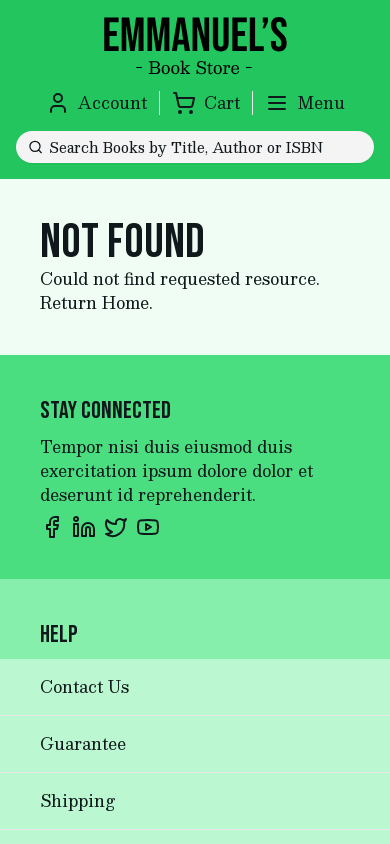 EMMANUEL’S
- Book Store -
Account
Cart
Menu
Search Books by Title, Author or ISBN
NOT FOUND
Could not find requested resource.
Return Home.
STAY CONNECTED
Tempor nisi duis eiusmod duis
exercitation ipsum dolore dolor et
deserunt id reprehenderit.
HELP
Contact Us
Guarantee
Shipping